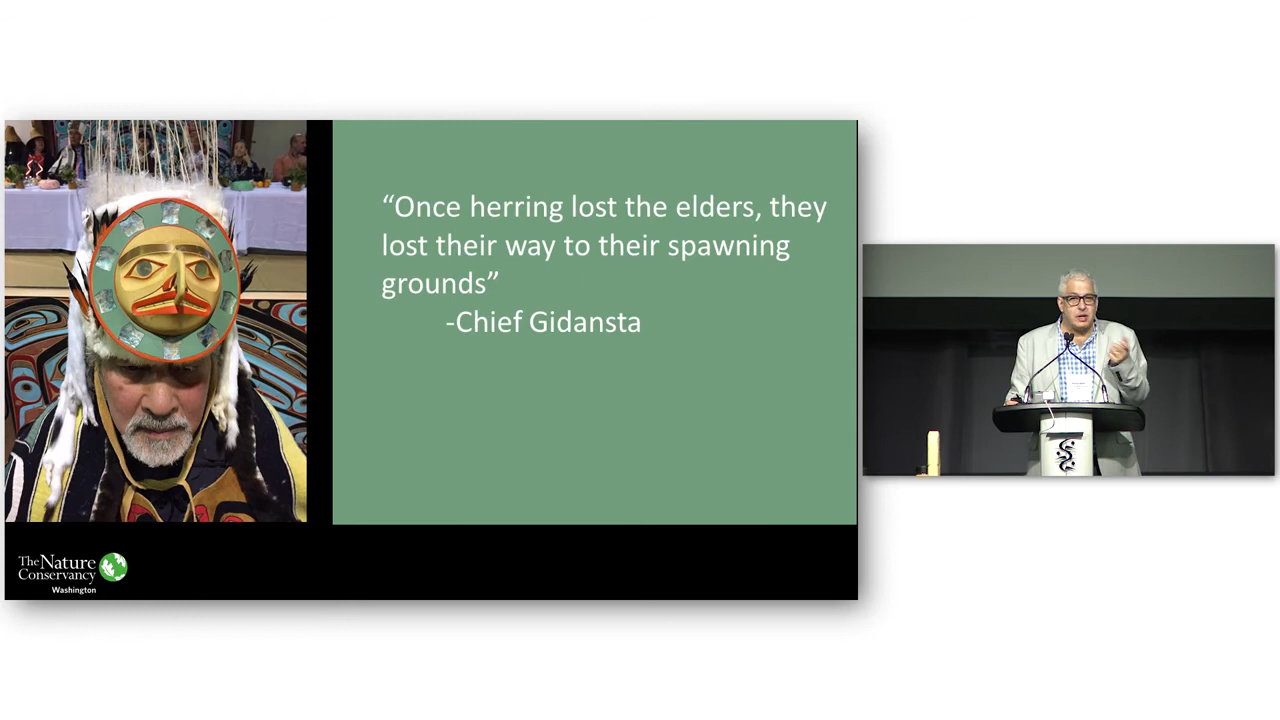 “Once herring lost the elders, they
lost their way to their spawning
grounds”
-Chief Gidansta
The Nature
Conservancy
Washington